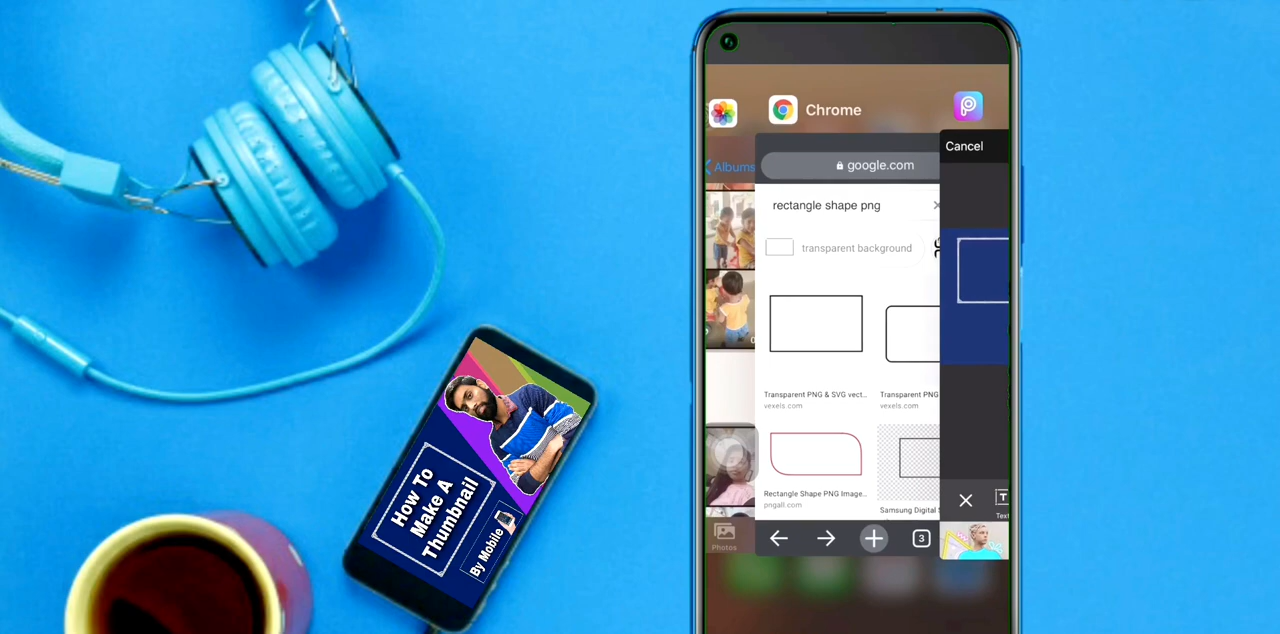 How To
Make A
Thumbnail
By Mobile
Chrome
Cancel
Albums
google.com
rectangle shape png
transparent background
Transparent PNG & SVG vect...
vexels.com
Transparent PNG
vexels.com
Rectangle Shape PNG Image...
pngall.com
Samsung Digital
3
T
Text
Photos